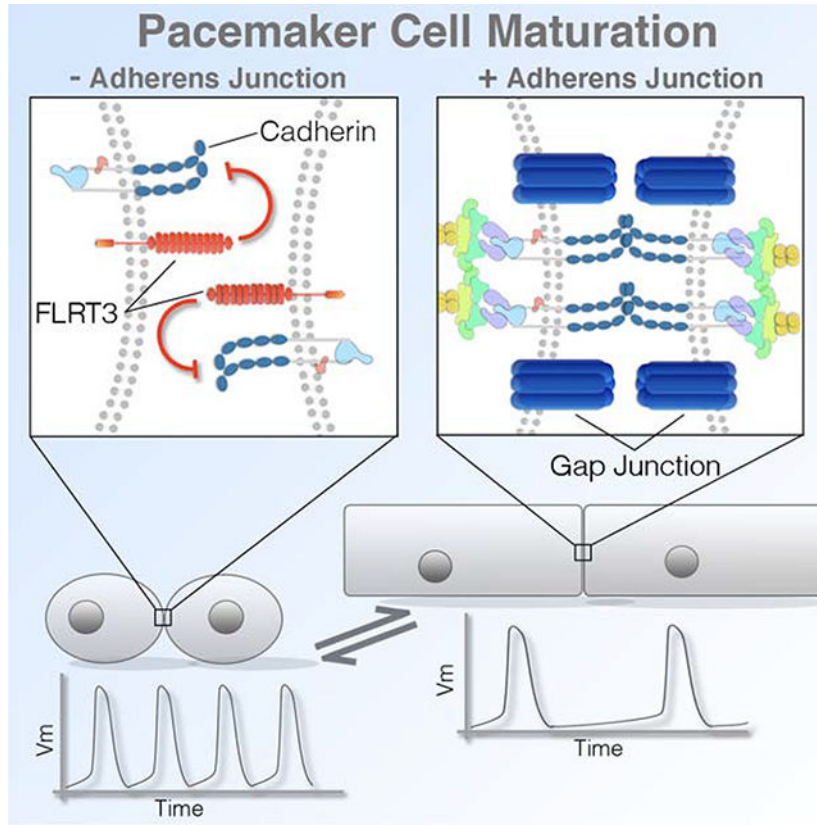 Pacemaker Cell Maturation
- Adherens Junction
+ Adherens Junction
Cadherin
FLRT3
Gap Junction
Vm
Time
Vm
Time